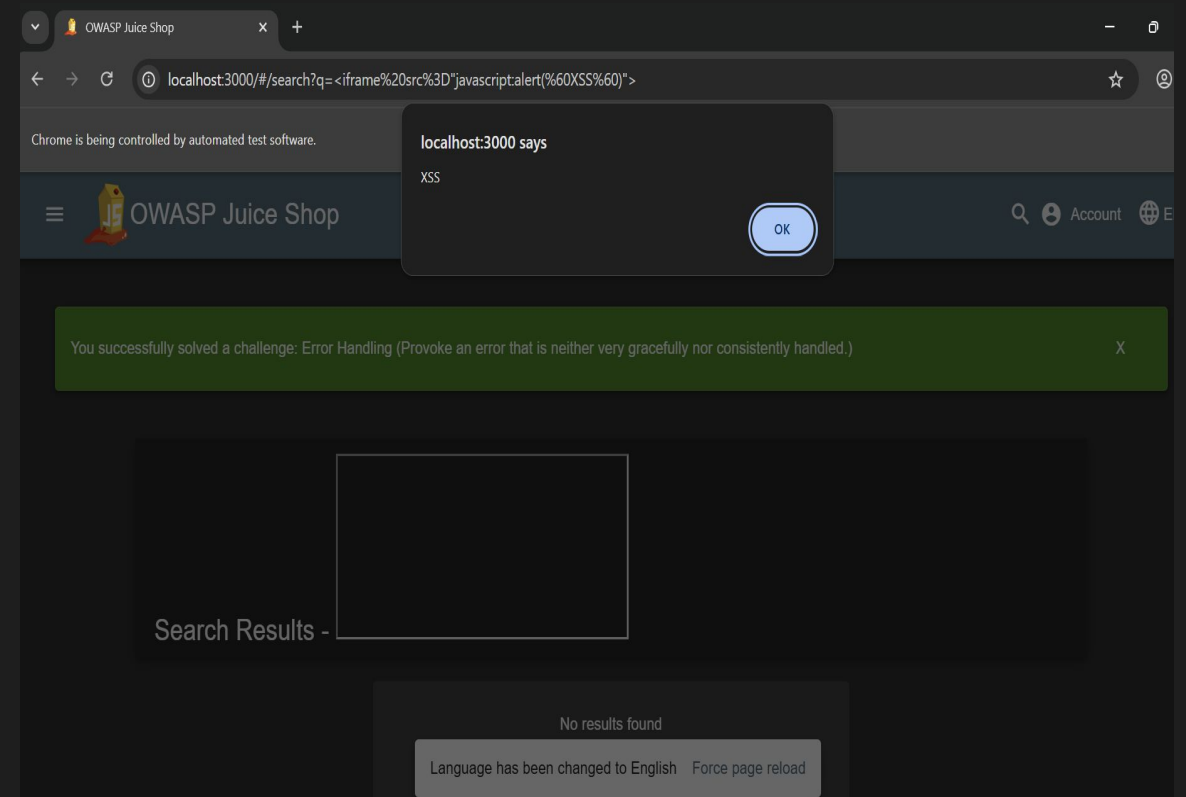 OWASP Juice Shop
localhost:3000/#/search?q=<iframe%20src%3D"javascript:alert(%60XSS%60)">
Chrome is being controlled by automated test software.
localhost:3000 says
XSS
OK
OWASP Juice Shop
Account
E
You successfully solved a challenge: Error Handling (Provoke an error that is neither very gracefully nor consistently handled.)
X
Search Results -
No results found
Language has been changed to English Force page reload